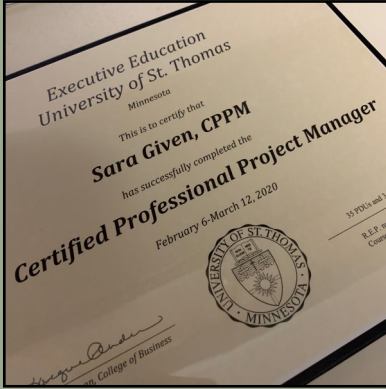 Executive Education
University of St. Thomas
Minnesota
This is to certify that
Sara Given, CPPM
has successfully completed the
Certified Professional Project Manager
February 6-March 12, 2020
35 PDUs and
R.E.P.
UNIVERSITY OF ST. THOMAS
MINNESOTA
College of Business